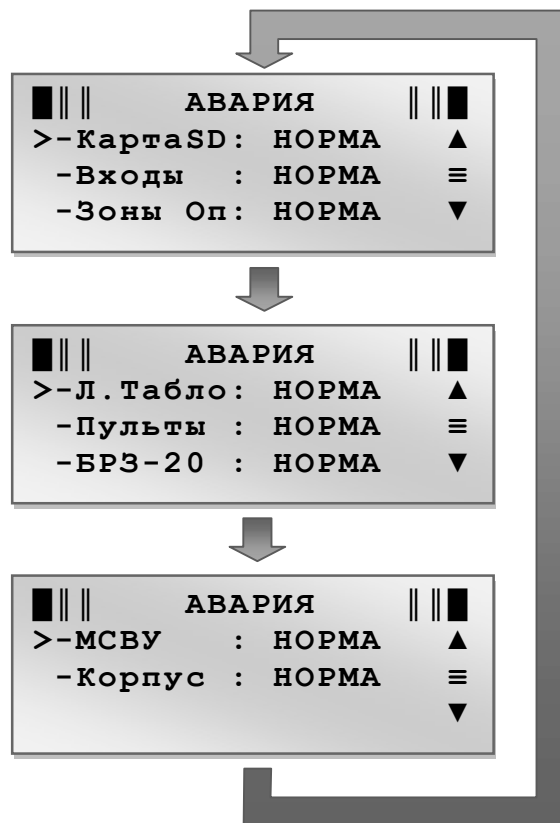 █║║ АВАРИЯ ║║█
>-КартаSD: НОРМА ▲
-Входы : НОРМА ≡
-Зоны Оп: НОРМА ▼
█║║ АВАРИЯ ║║█
>-Л.Табло: НОРМА ▲
-Пульты : НОРМА ≡
-БРЗ-20 : НОРМА ▼
█║║ АВАРИЯ ║║█
>-МСВУ : НОРМА ▲
-Корпус : НОРМА ≡
▼